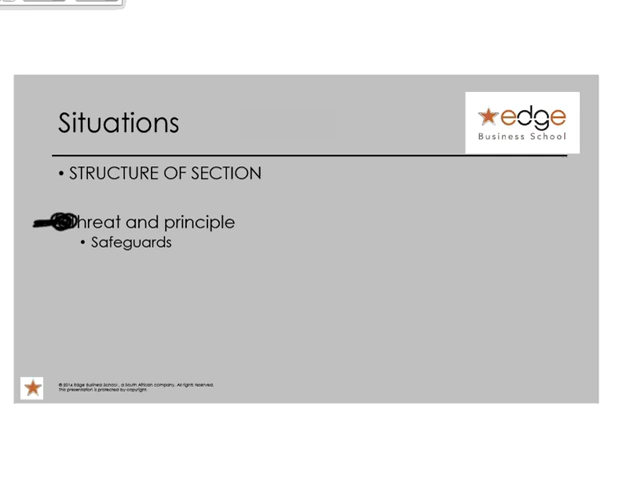 Situations
edge
Business School
• STRUCTURE OF SECTION
hreat and principle
• Safeguards
© 2016 Edge Business School, a South African company. All rights reserved.
This presentation is protected by copyright.